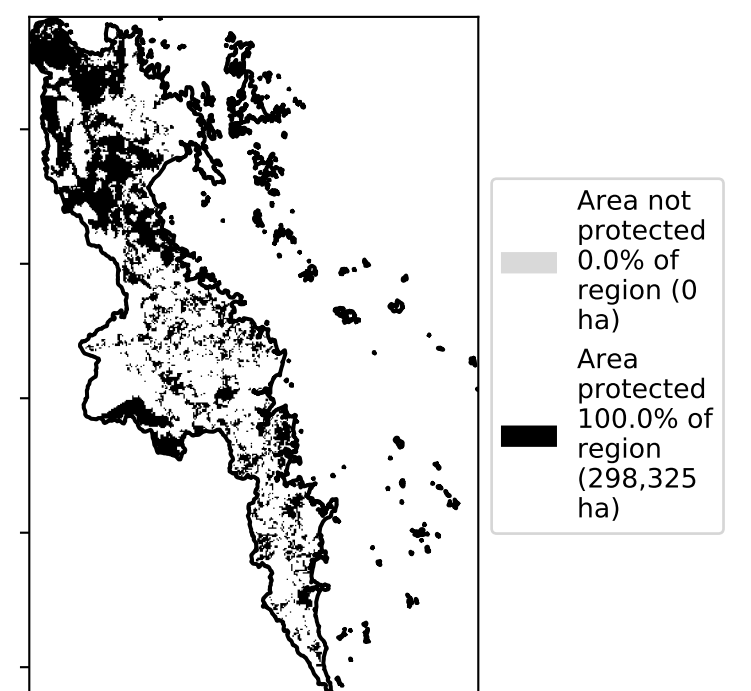 Area not
protected
0.0% of
region (0
ha)
Area
protected
100.0% of
region
(298,325
ha)